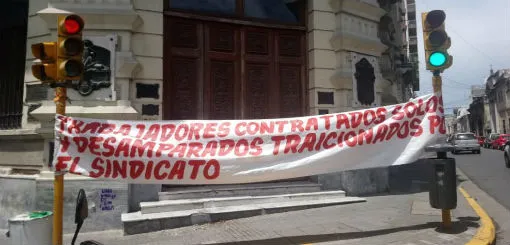 TRABAJADORES CONTRATADOS SOLOS
Y DESAMPARADOS TRAICIONADOS POR
EL SINDICATO